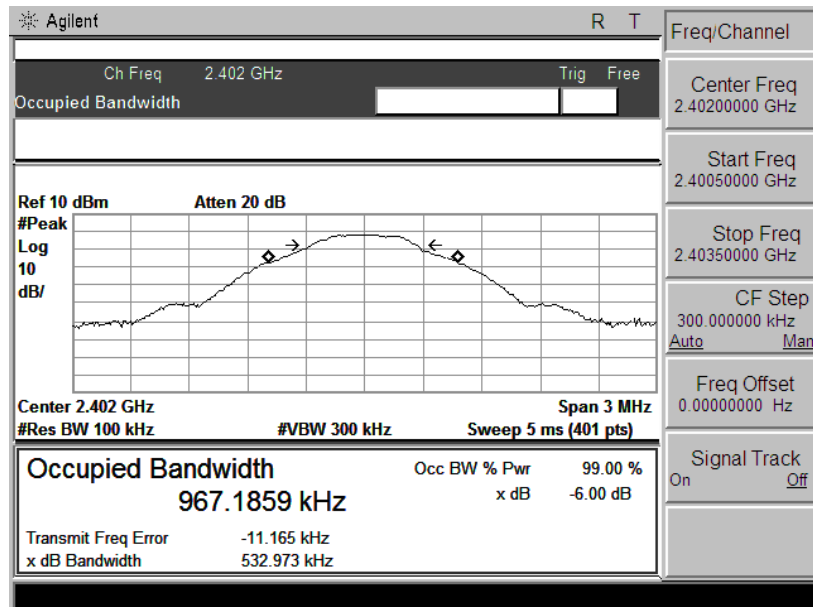 Agilent R T
Ch Freq 2.402 GHz Trig Free
Occupied Bandwidth
Ref 10 dBm Atten 20 dB
#Peak
Log
10
dB/
Center 2.402 GHz Span 3 MHz
#Res BW 100 kHz #VBW 300 kHz Sweep 5 ms (401 pts)
Occupied Bandwidth Occ BW % Pwr 99.00 %
967.1859 kHz x dB -6.00 dB
Transmit Freq Error -11.165 kHz
x dB Bandwidth 532.973 kHz
Freq/Channel
Center Freq
2.40200000 GHz
Start Freq
2.40050000 GHz
Stop Freq
2.40350000 GHz
CF Step
300.000000 kHz
Auto Man
Freq Offset
0.00000000 Hz
Signal Track
On Off